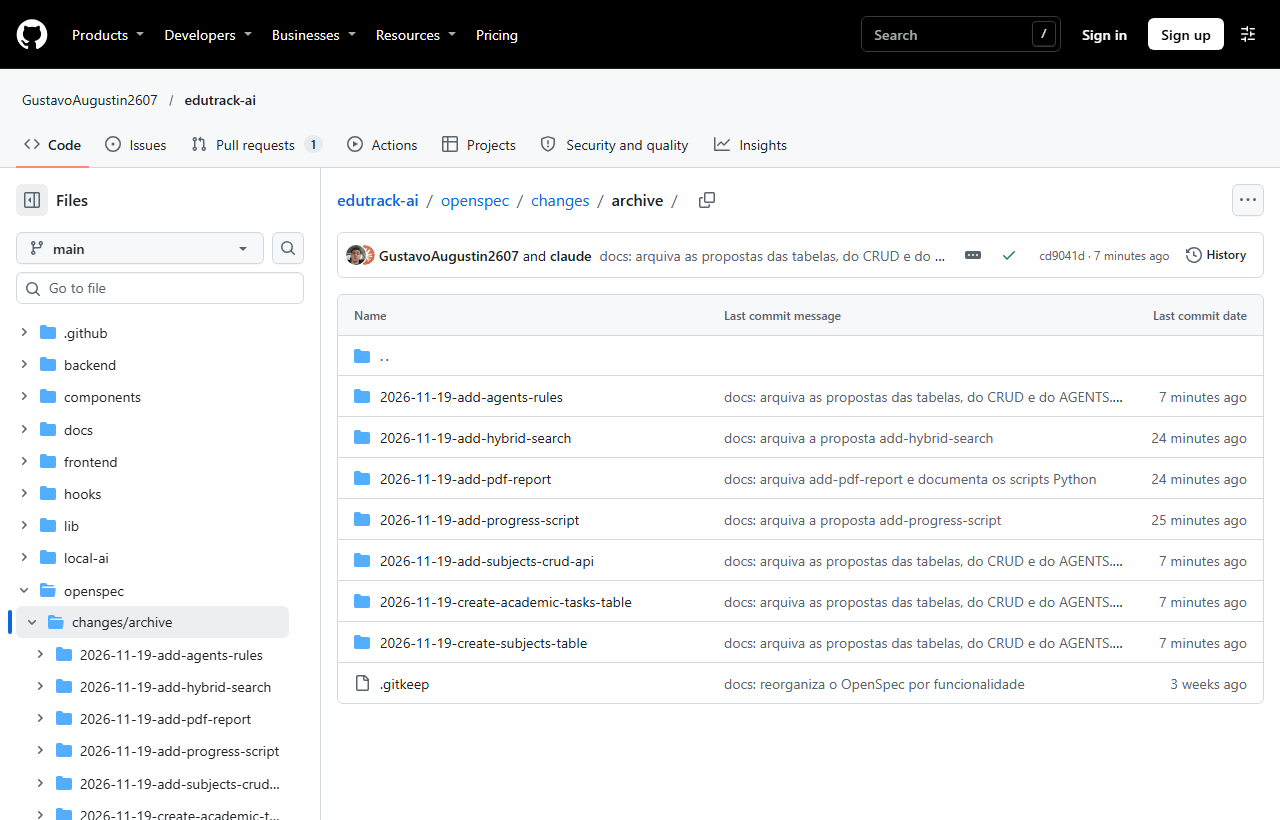 Products Developers Businesses Resources Pricing Search / Sign in Sign up
GustavoAugustin2607 / edutrack-ai
Code Issues Pull requests 1 Actions Projects Security and quality Insights
Files
main
Go to file
.github
backend
components
docs
frontend
hooks
lib
local-ai
openspec
changes/archive
2026-11-19-add-agents-rules
2026-11-19-add-hybrid-search
2026-11-19-add-pdf-report
2026-11-19-add-progress-script
2026-11-19-add-subjects-crud...
2026-11-19-create-academic-t...
edutrack-ai / openspec / changes / archive /
GustavoAugustin2607 and claude docs: arquiva as propostas das tabelas, do CRUD e do ... cd9041d · 7 minutes ago History
Name Last commit message Last commit date
..
2026-11-19-add-agents-rules docs: arquiva as propostas das tabelas, do CRUD e do AGENTS.... 7 minutes ago
2026-11-19-add-hybrid-search docs: arquiva a proposta add-hybrid-search 24 minutes ago
2026-11-19-add-pdf-report docs: arquiva add-pdf-report e documenta os scripts Python 24 minutes ago
2026-11-19-add-progress-script docs: arquiva a proposta add-progress-script 25 minutes ago
2026-11-19-add-subjects-crud-api docs: arquiva as propostas das tabelas, do CRUD e do AGENTS.... 7 minutes ago
2026-11-19-create-academic-tasks-table docs: arquiva as propostas das tabelas, do CRUD e do AGENTS.... 7 minutes ago
2026-11-19-create-subjects-table docs: arquiva as propostas das tabelas, do CRUD e do AGENTS.... 7 minutes ago
.gitkeep docs: reorganiza o OpenSpec por funcionalidade 3 weeks ago